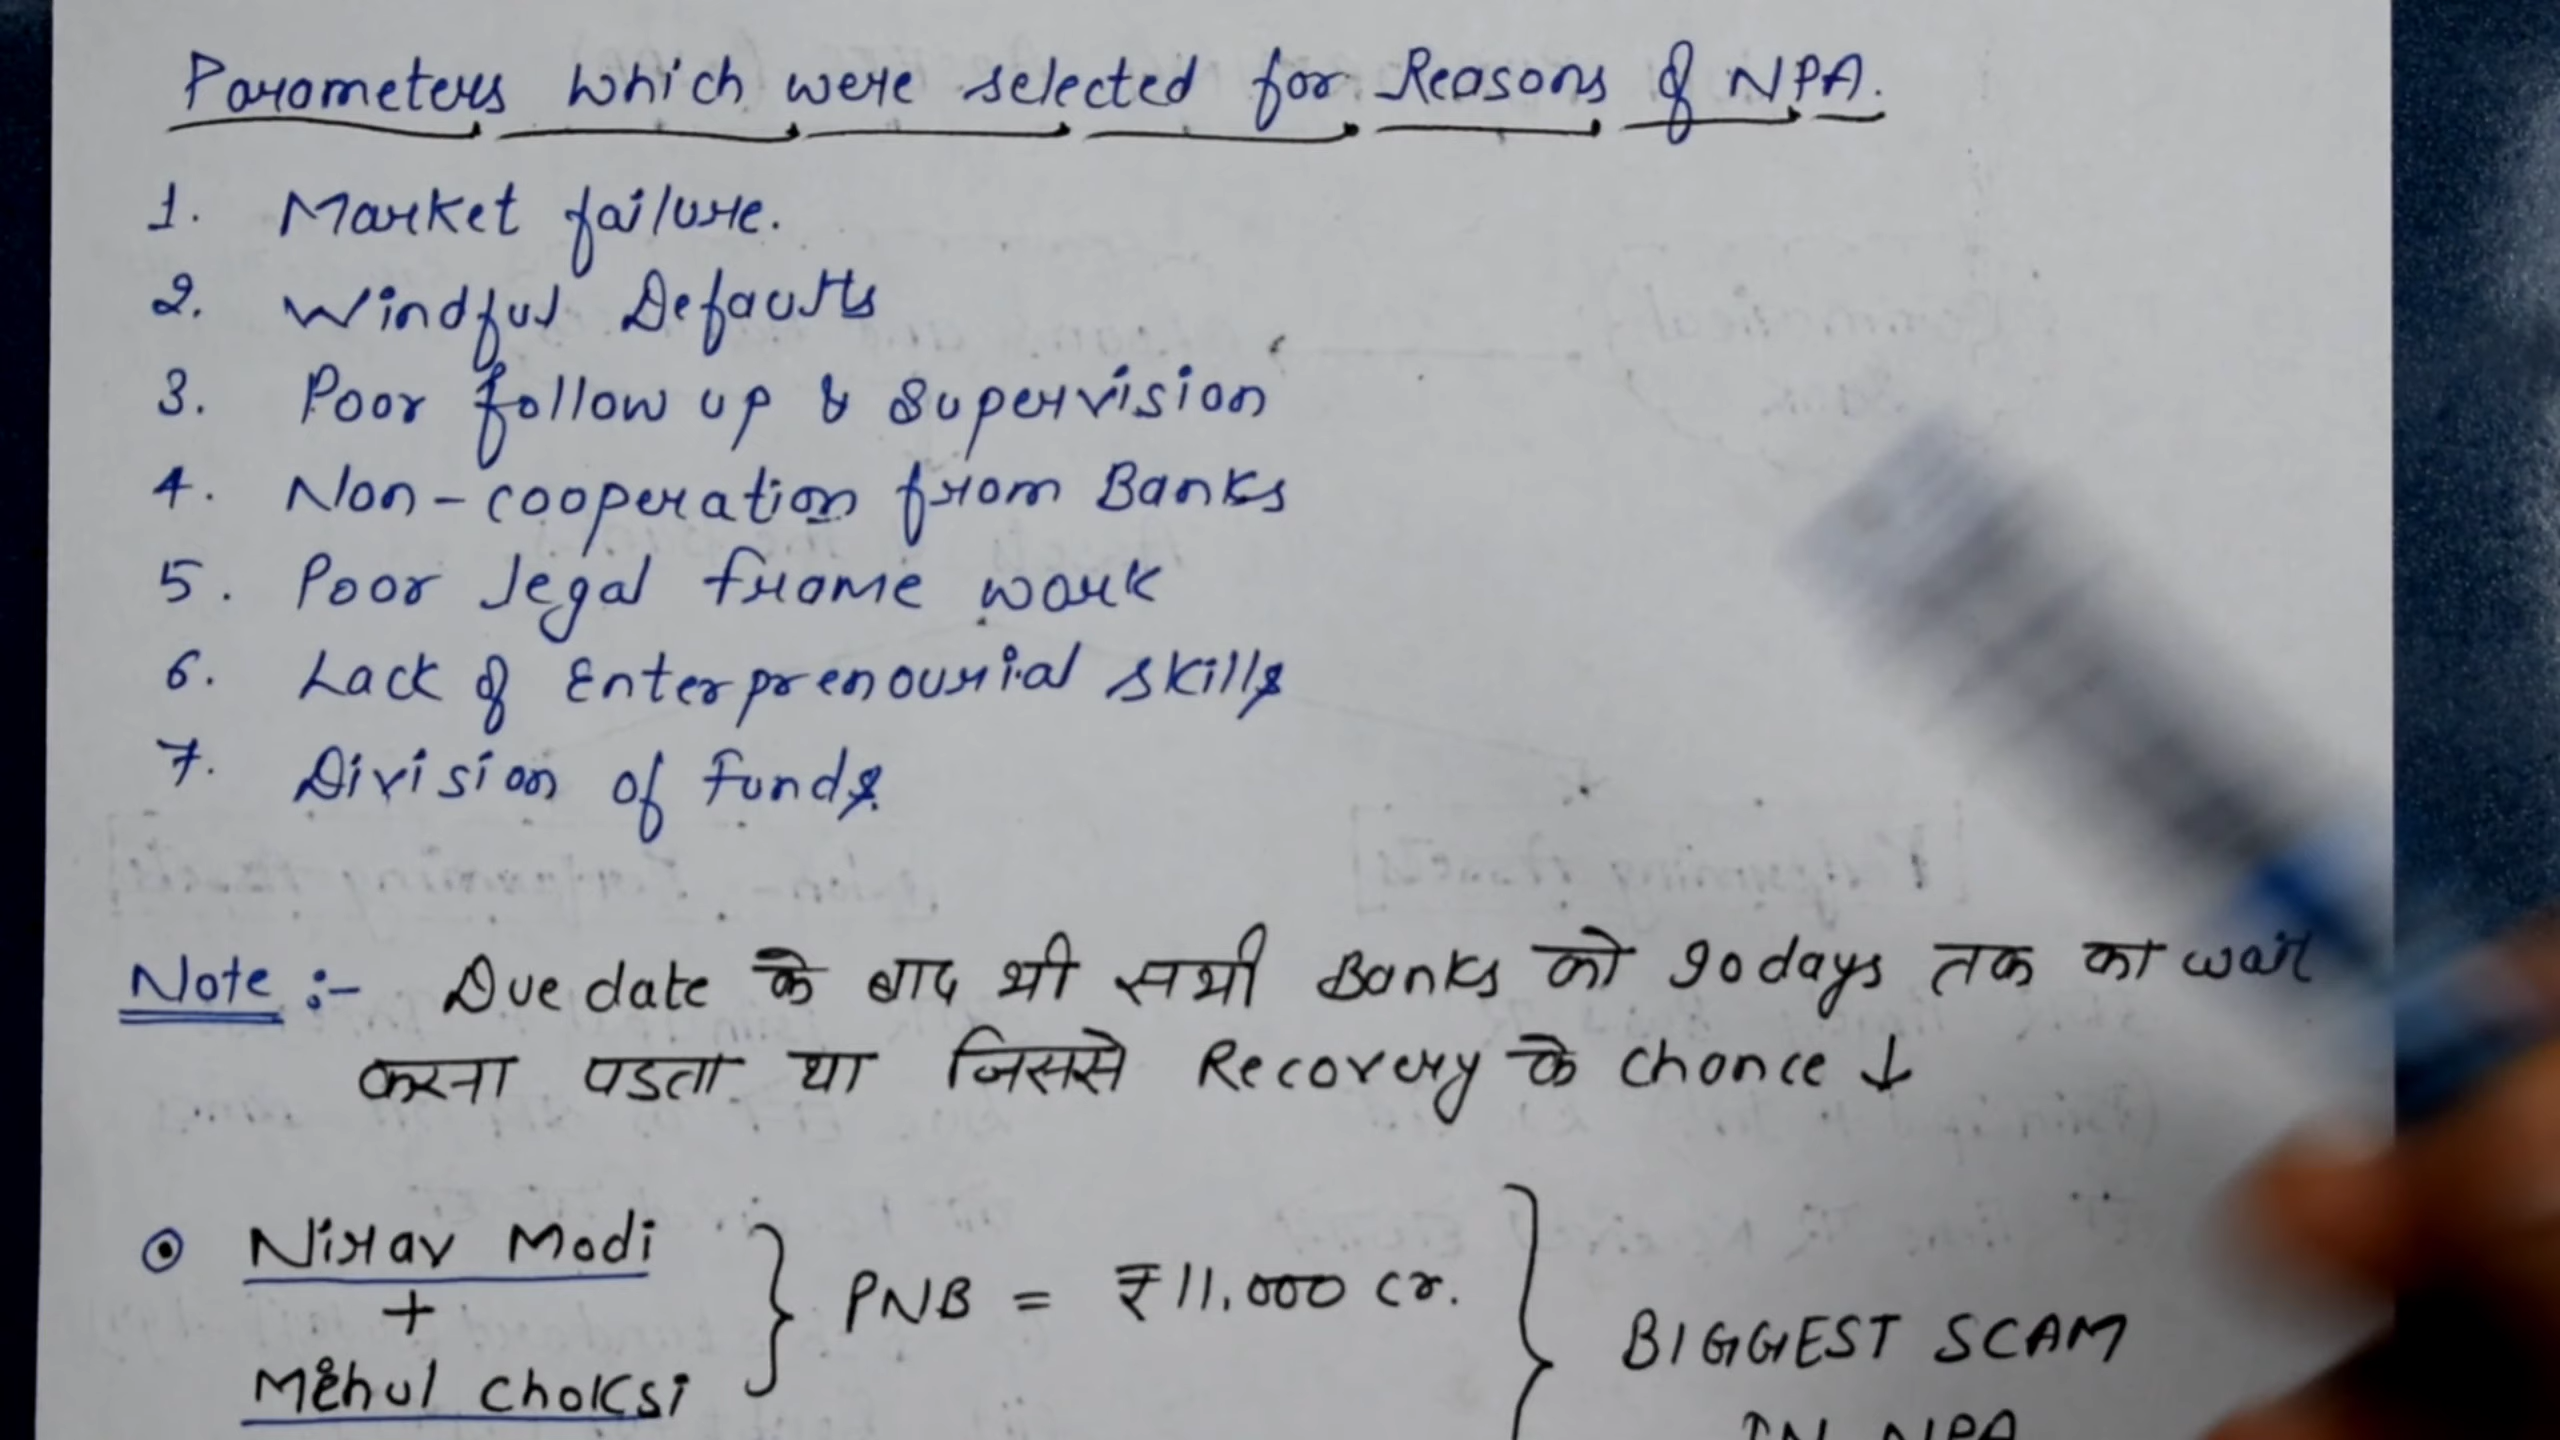 Parameters which were selected for Reasons of NPA.
1. Market failure.
2. Windful Defaults
3. Poor follow up & Supervision
4. Non-cooperation from Banks
5. Poor legal frame work
6. Lack of Enterprenourial skills
7. Division of Funds.
Note :- Due date के बाद भी सभी Banks को 90 days तक का wait
करना पडता था जिससे Recovery के chance ↓
Nirav Modi
+
Mehul Choksi
PNB = ₹11,000 cr.
BIGGEST SCAM
IN NPA